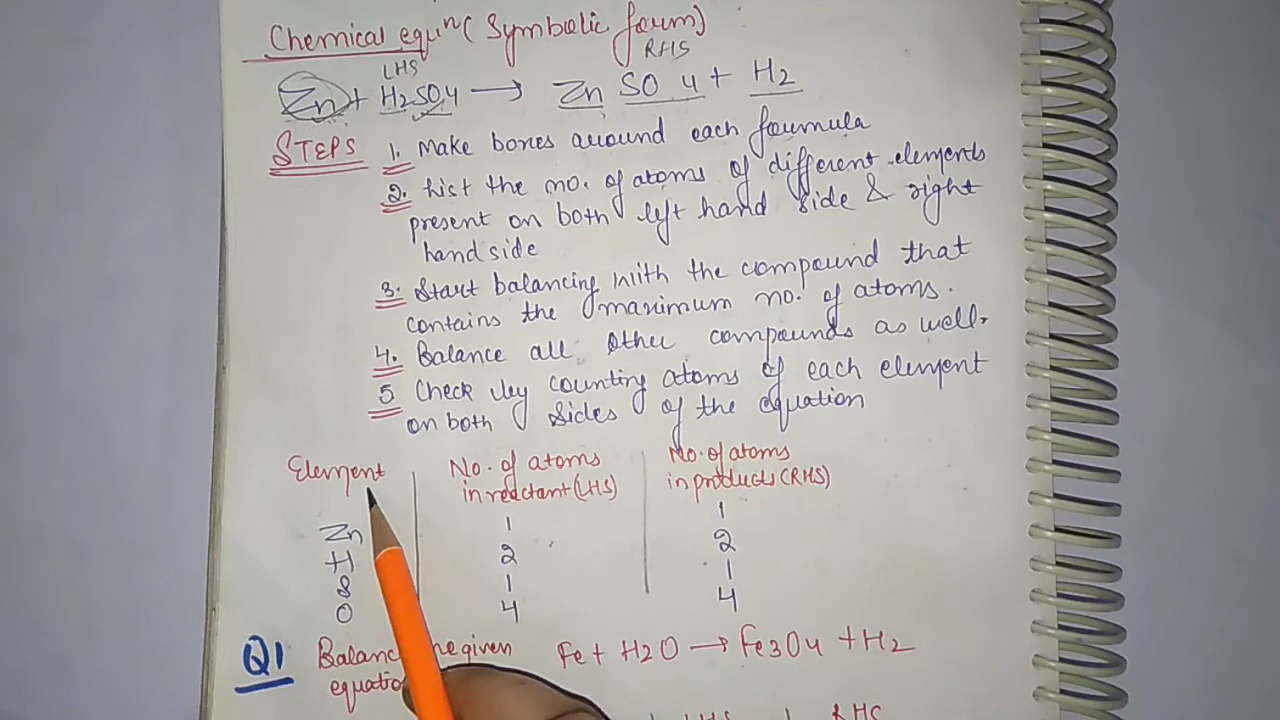 Chemical equⁿ (Symbolic form)
LHS RHS
Zn + H2SO4 → Zn SO 4 + H2
STEPS 1. Make boxes around each formula
2. List the no. of atoms of different elements
present on both left hand side & right
hand side
3. Start balancing with the compound that
contains the maximum no. of atoms.
4. Balance all other compounds as well.
5 Check by counting atoms of each element
on both sides of the equation
Element No. of atoms No. of atoms
in reactant (LHS) in products (RHS)
Zn 1 1
H 2 2
S 1 1
O 4 4
Q1 Balanc given Fe + H2O → Fe3O4 + H2
equatio
LHS RHS